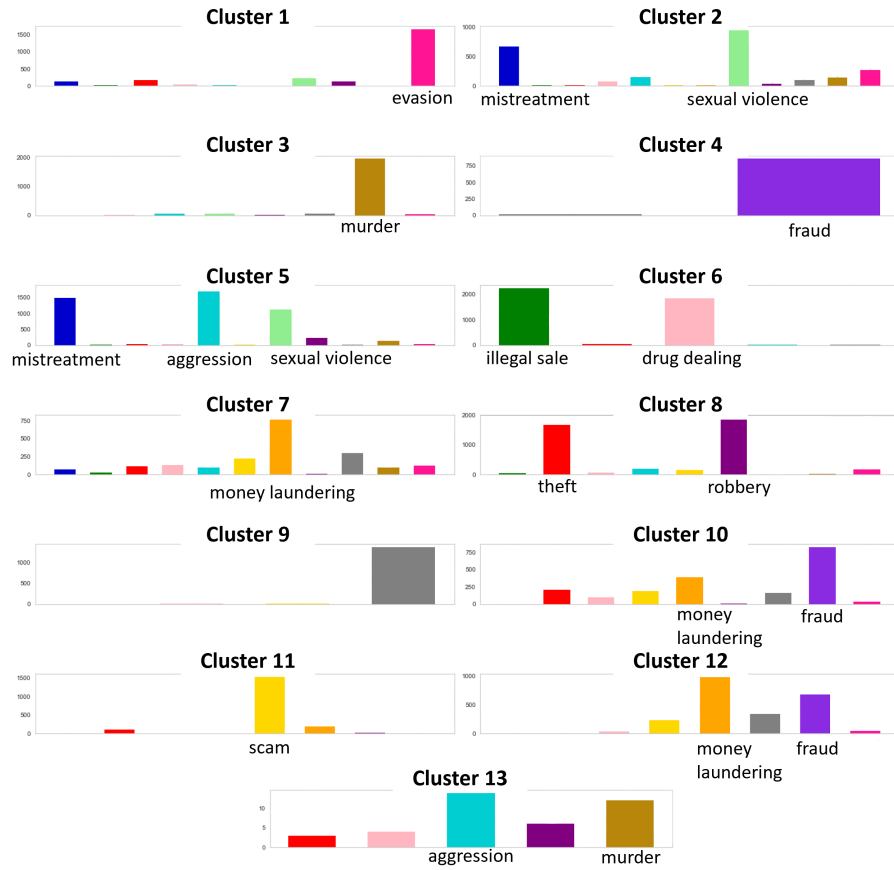 Cluster 1
Cluster 2
1500
1000
500
0
evasion
1000
500
0
mistreatment
sexual violence
Cluster 3
Cluster 4
2000
1000
0
murder
750
500
250
0
fraud
Cluster 5
Cluster 6
1500
1000
500
0
mistreatment
aggression
sexual violence
2000
1000
0
illegal sale
drug dealing
Cluster 7
Cluster 8
750
500
250
0
money laundering
2000
1000
0
theft
robbery
Cluster 9
Cluster 10
1000
500
0
750
500
250
0
money
laundering
fraud
Cluster 11
Cluster 12
1500
1000
500
0
scam
1000
500
0
money
laundering
fraud
Cluster 13
10
5
0
aggression
murder